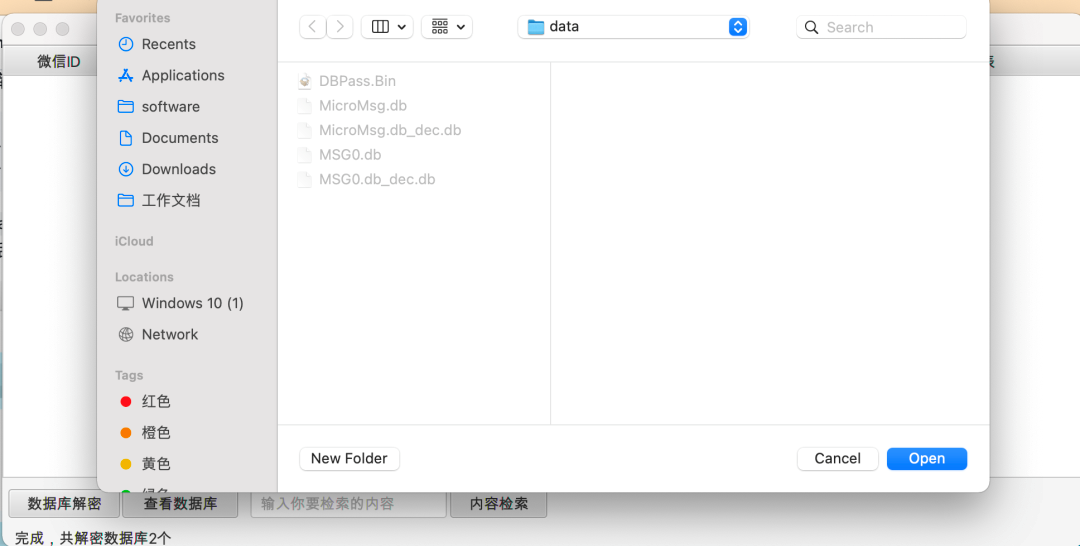 Favorites
data
Search
微信ID
Recents
表
Applications
DBPass.Bin
software
MicroMsg.db
Documents
MicroMsg.db_dec.db
MSG0.db
Downloads
MSG0.db_dec.db
工作文档
iCloud
Locations
Windows 10 (1)
Network
Tags
红色
橙色
黄色
New Folder
Cancel
Open
绿色
数据库解密
查看数据库
输入你要检索的内容
内容检索
完成，共解密数据库2个